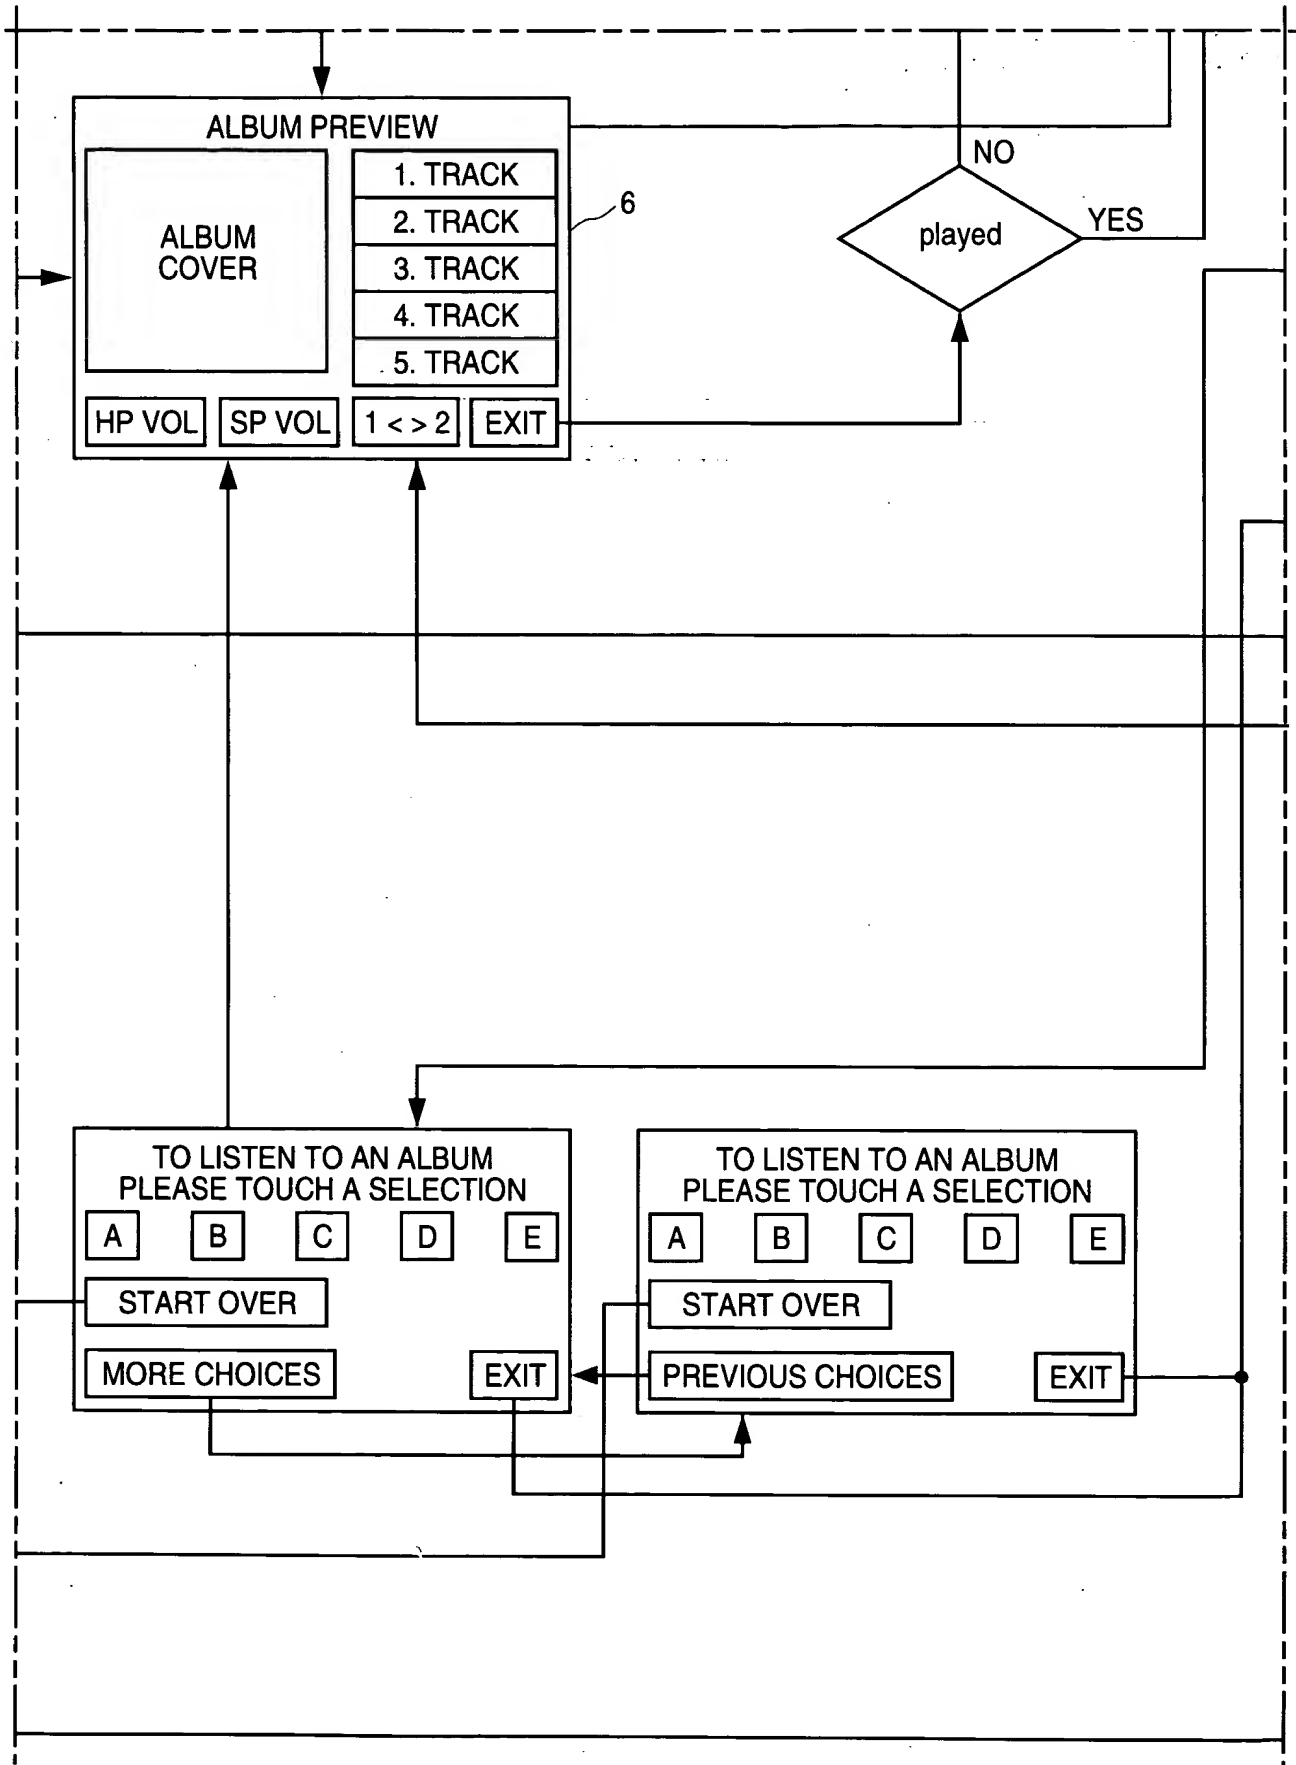 ALBUM PREVIEW
ALBUM
COVER
1. TRACK
2. TRACK
3. TRACK
4. TRACK
5. TRACK
HP VOL
SP VOL
1 < > 2
EXIT
6
NO
played
YES
TO LISTEN TO AN ALBUM
PLEASE TOUCH A SELECTION
A B C D E
START OVER
MORE CHOICES
EXIT
TO LISTEN TO AN ALBUM
PLEASE TOUCH A SELECTION
A B C D E
START OVER
PREVIOUS CHOICES
EXIT